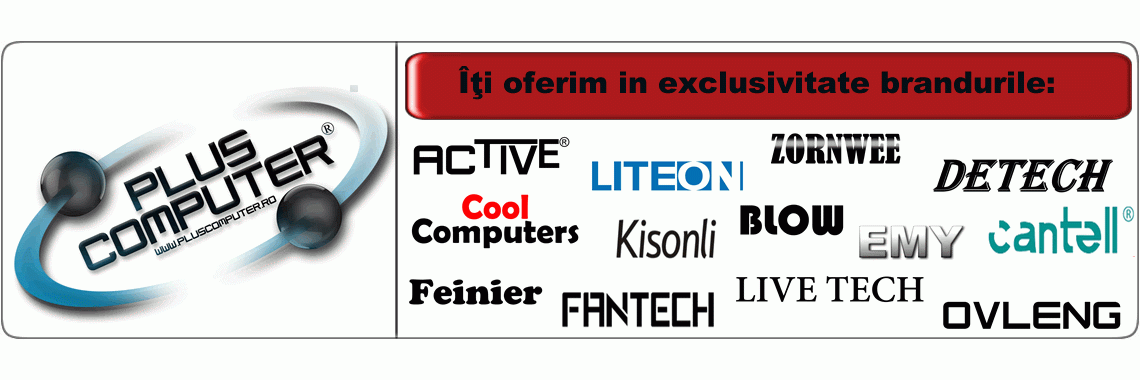 PLUS
COMPUTER®
WWW.PLUSCOMPUTER.RO
Îţi oferim in exclusivitate brandurile:
ACTIVE®
LITEON
ZORNWEE
DETECH
Cool
Computers
Kisonli
BLOW
EMY
cantell®
Feinier
FANTECH
LIVE TECH
OVLENG